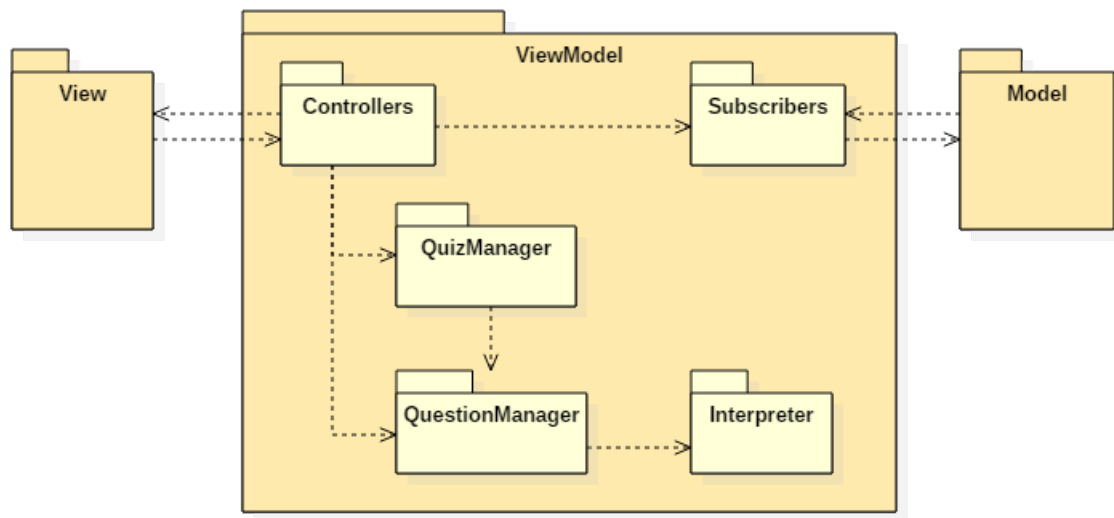 ViewModel
View
Controllers
Subscribers
Model
QuizManager
QuestionManager
Interpreter